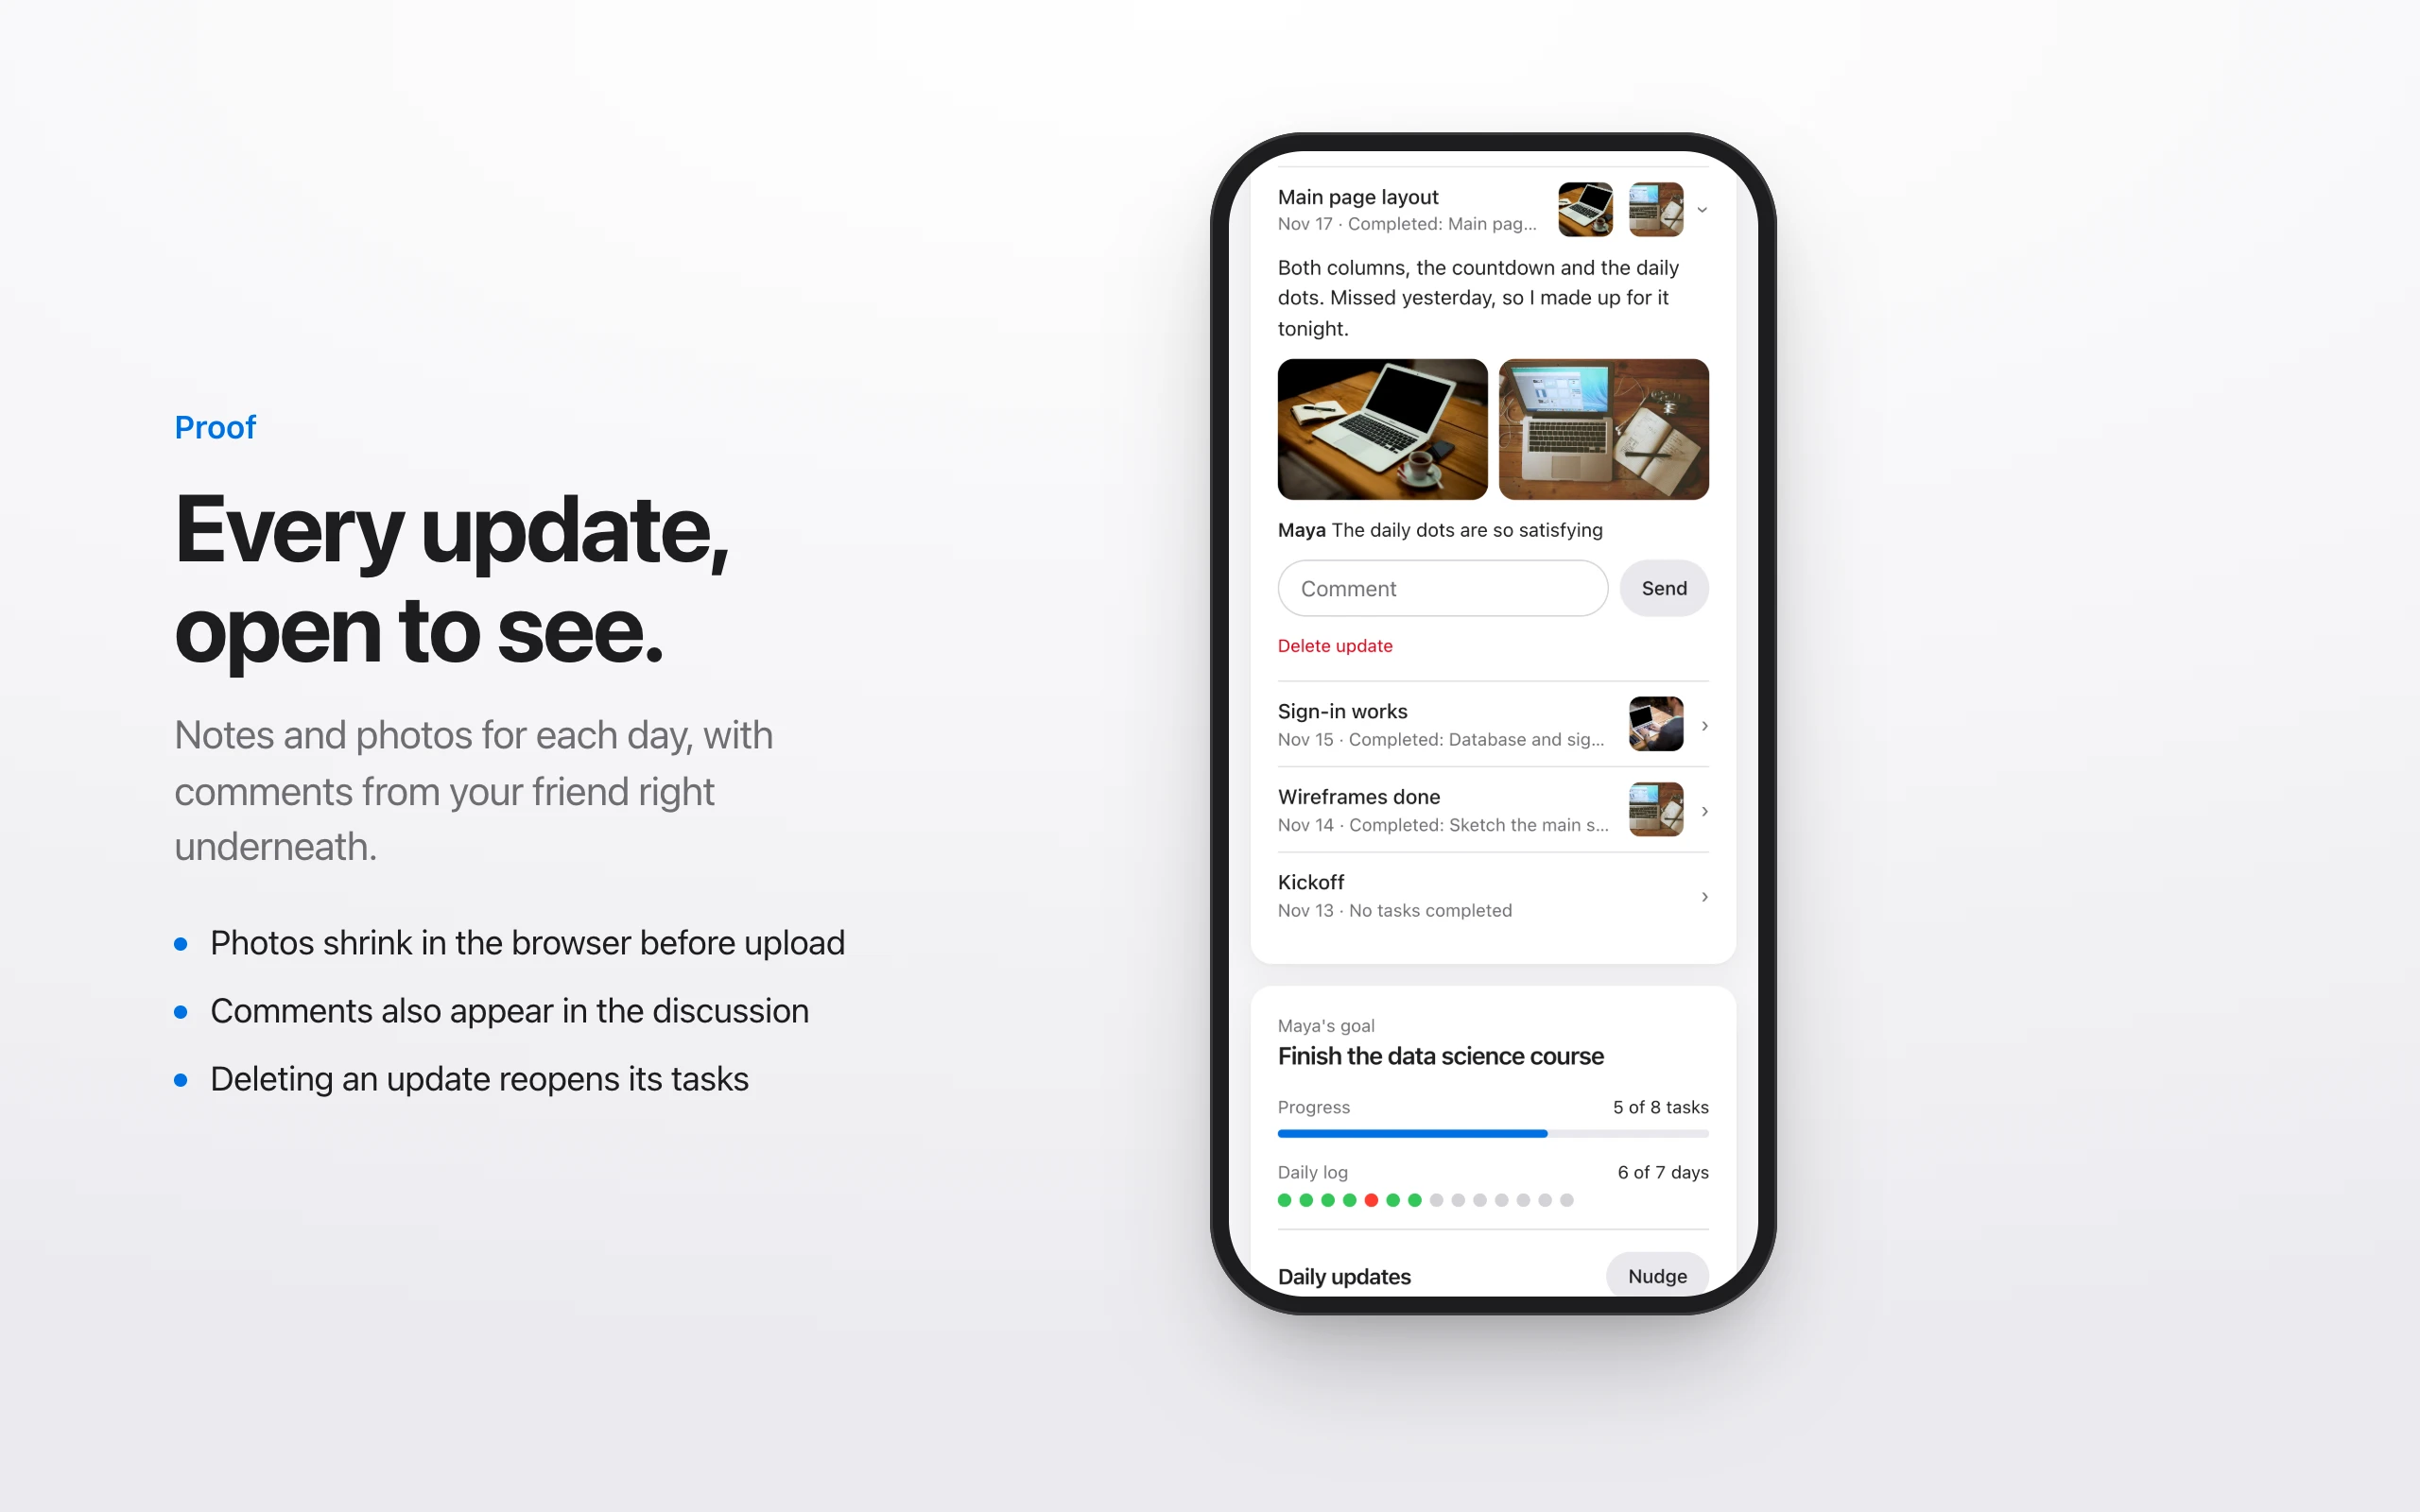 Proof
Every update,
open to see.
Notes and photos for each day, with
comments from your friend right
underneath.
Photos shrink in the browser before upload
Comments also appear in the discussion
Deleting an update reopens its tasks
Main page layout
Nov 17 · Completed: Main pag...
Both columns, the countdown and the daily
dots. Missed yesterday, so I made up for it
tonight.
Maya The daily dots are so satisfying
Comment
Send
Delete update
Sign-in works
Nov 15 · Completed: Database and sig...
Wireframes done
Nov 14 · Completed: Sketch the main s...
Kickoff
Nov 13 · No tasks completed
Maya's goal
Finish the data science course
Progress
5 of 8 tasks
Daily log
6 of 7 days
Daily updates
Nudge